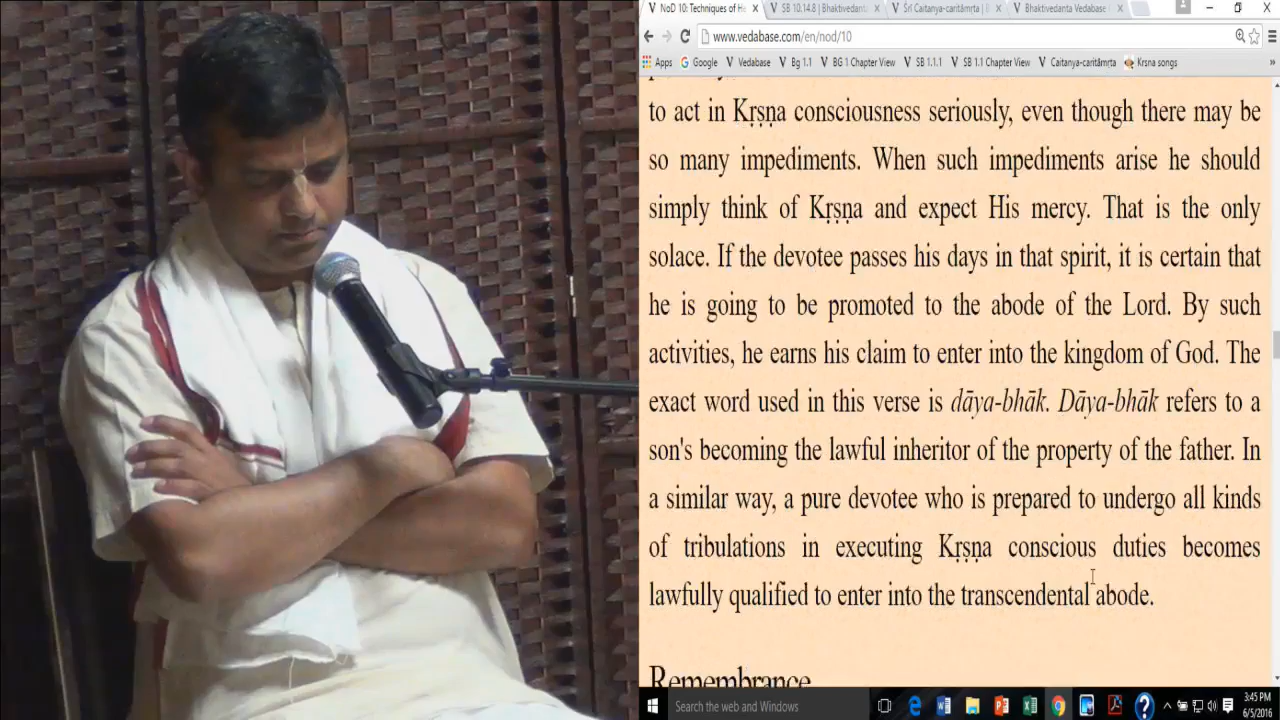 NoD 10: Techniques of He
SB 10.14.8 | Bhaktivedant
Śrī Caitanya-caritāmṛta | B
Bhaktivedanta Vedabase
www.vedabase.com/en/nod/10
Apps Google Vedabase Bg 1.1 BG 1 Chapter View SB 1.1.1 SB 1.1 Chapter View Caitanya-caritāmṛta Krsna songs »
to act in Kṛṣṇa consciousness seriously, even though there may be
so many impediments. When such impediments arise he should
simply think of Kṛṣṇa and expect His mercy. That is the only
solace. If the devotee passes his days in that spirit, it is certain that
he is going to be promoted to the abode of the Lord. By such
activities, he earns his claim to enter into the kingdom of God. The
exact word used in this verse is dāya-bhāk. Dāya-bhāk refers to a
son's becoming the lawful inheritor of the property of the father. In
a similar way, a pure devotee who is prepared to undergo all kinds
of tribulations in executing Kṛṣṇa conscious duties becomes
lawfully qualified to enter into the transcendental abode.
Remembrance
Search the web and Windows
3:45 PM
6/5/2016